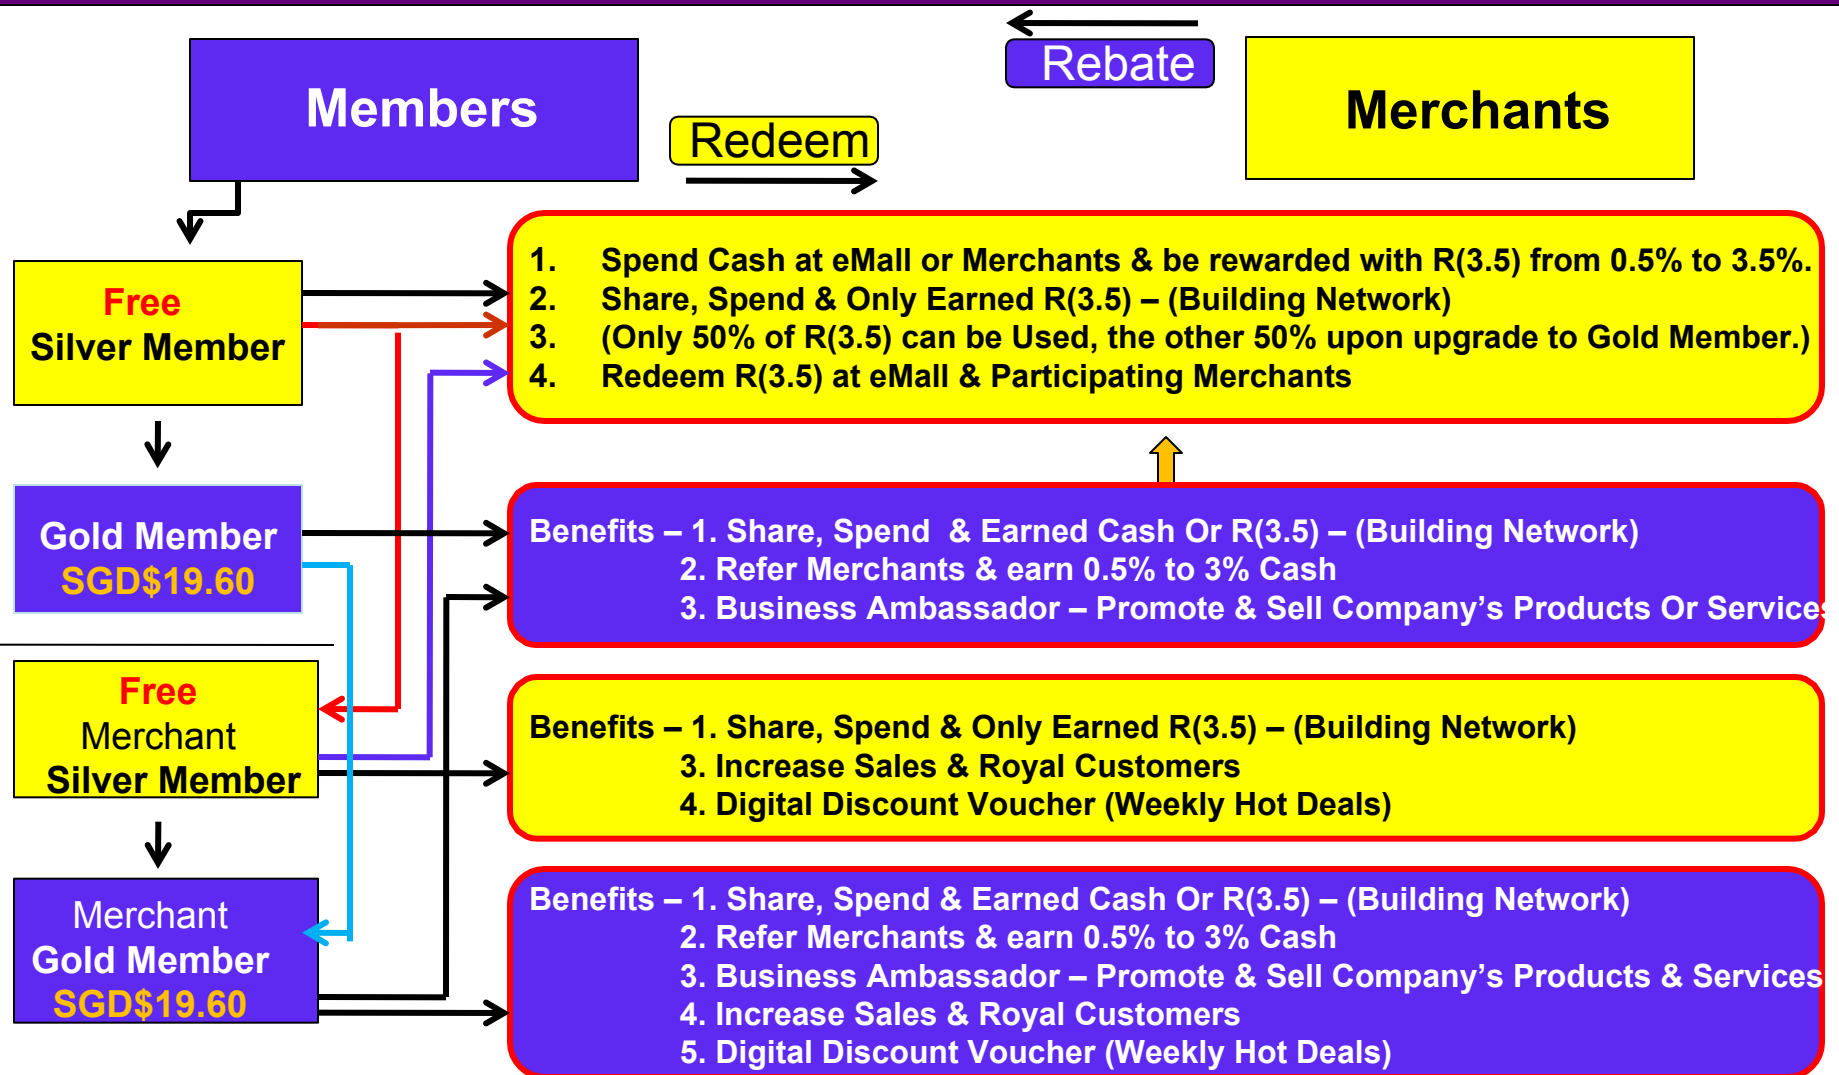 Rebate
Members
Merchants
Redeem
Free
Silver Member
1. Spend Cash at eMall or Merchants & be rewarded with R(3.5) from 0.5% to 3.5%.
2. Share, Spend & Only Earned R(3.5) – (Building Network)
3. (Only 50% of R(3.5) can be Used, the other 50% upon upgrade to Gold Member.)
4. Redeem R(3.5) at eMall & Participating Merchants
Gold Member
SGD$19.60
Benefits – 1. Share, Spend & Earned Cash Or R(3.5) – (Building Network)
2. Refer Merchants & earn 0.5% to 3% Cash
3. Business Ambassador – Promote & Sell Company’s Products Or Services
Free
Merchant
Silver Member
Benefits – 1. Share, Spend & Only Earned R(3.5) – (Building Network)
3. Increase Sales & Royal Customers
4. Digital Discount Voucher (Weekly Hot Deals)
Merchant
Gold Member
SGD$19.60
Benefits – 1. Share, Spend & Earned Cash Or R(3.5) – (Building Network)
2. Refer Merchants & earn 0.5% to 3% Cash
3. Business Ambassador – Promote & Sell Company’s Products & Services
4. Increase Sales & Royal Customers
5. Digital Discount Voucher (Weekly Hot Deals)